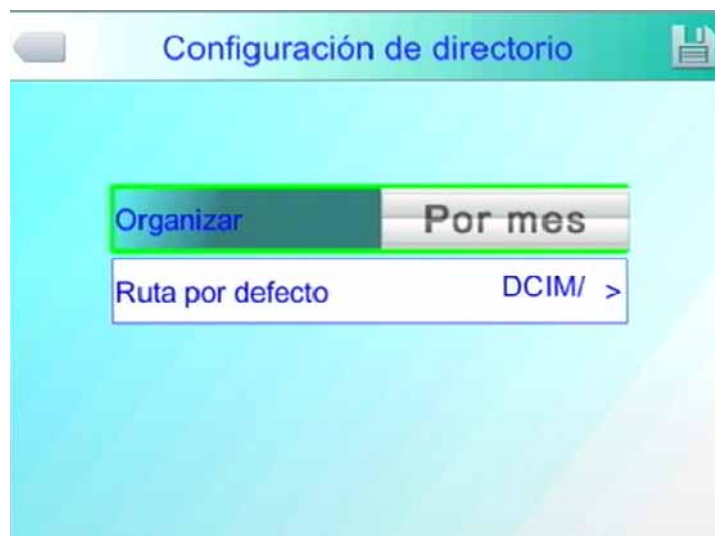 Configuración de directorio
Organizar Por mes
Ruta por defecto DCIM/ >